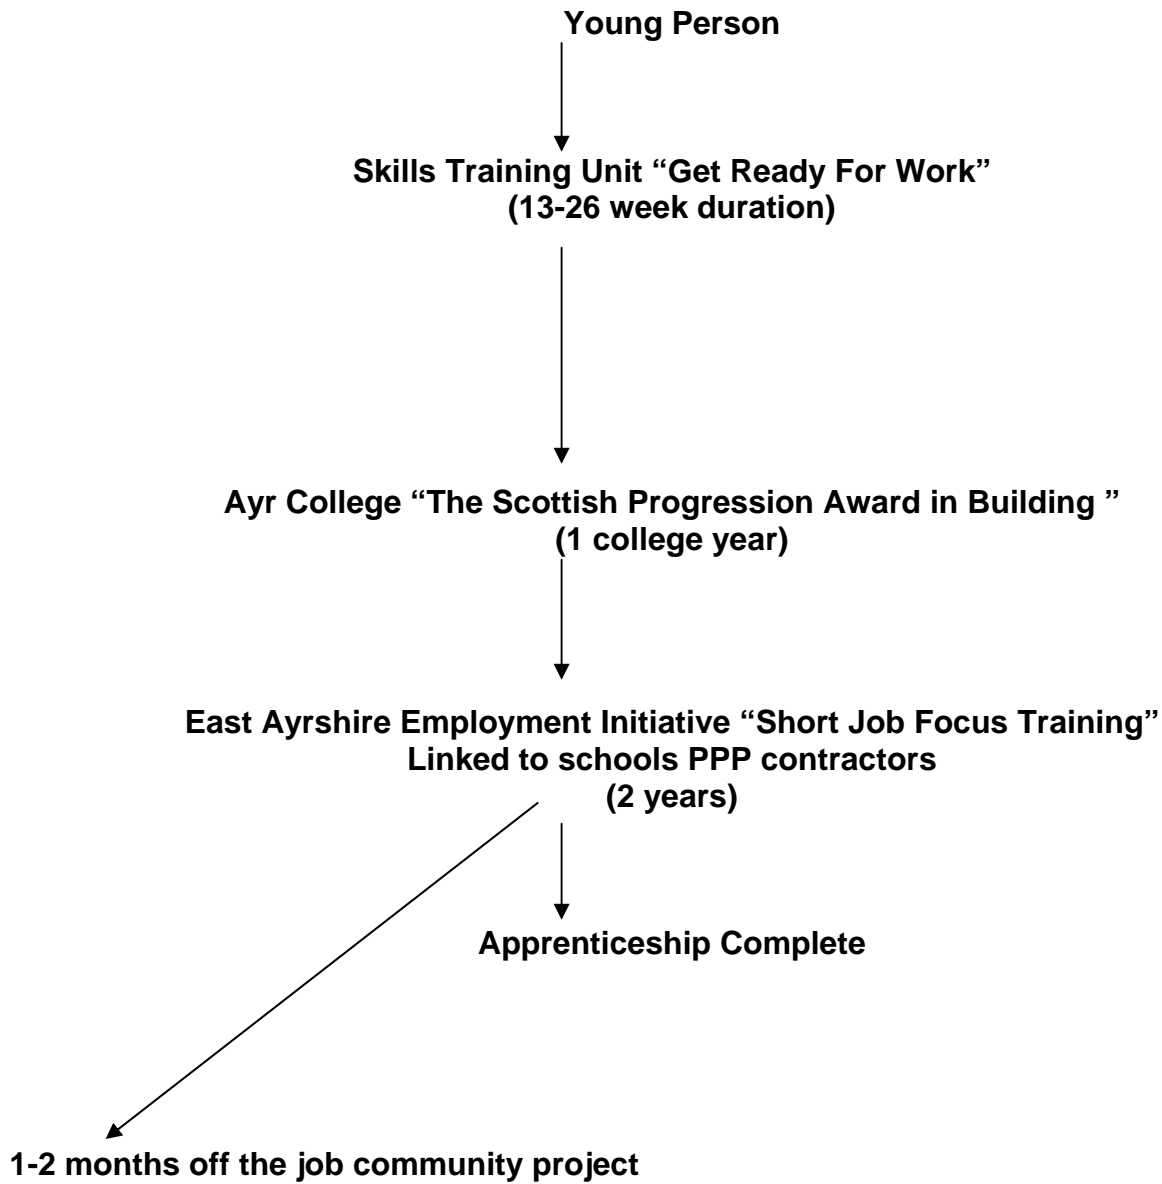 Young Person
Skills Training Unit “Get Ready For Work”
(13-26 week duration)
Ayr College “The Scottish Progression Award in Building ”
(1 college year)
East Ayrshire Employment Initiative “Short Job Focus Training”
Linked to schools PPP contractors
(2 years)
Apprenticeship Complete
1-2 months off the job community project